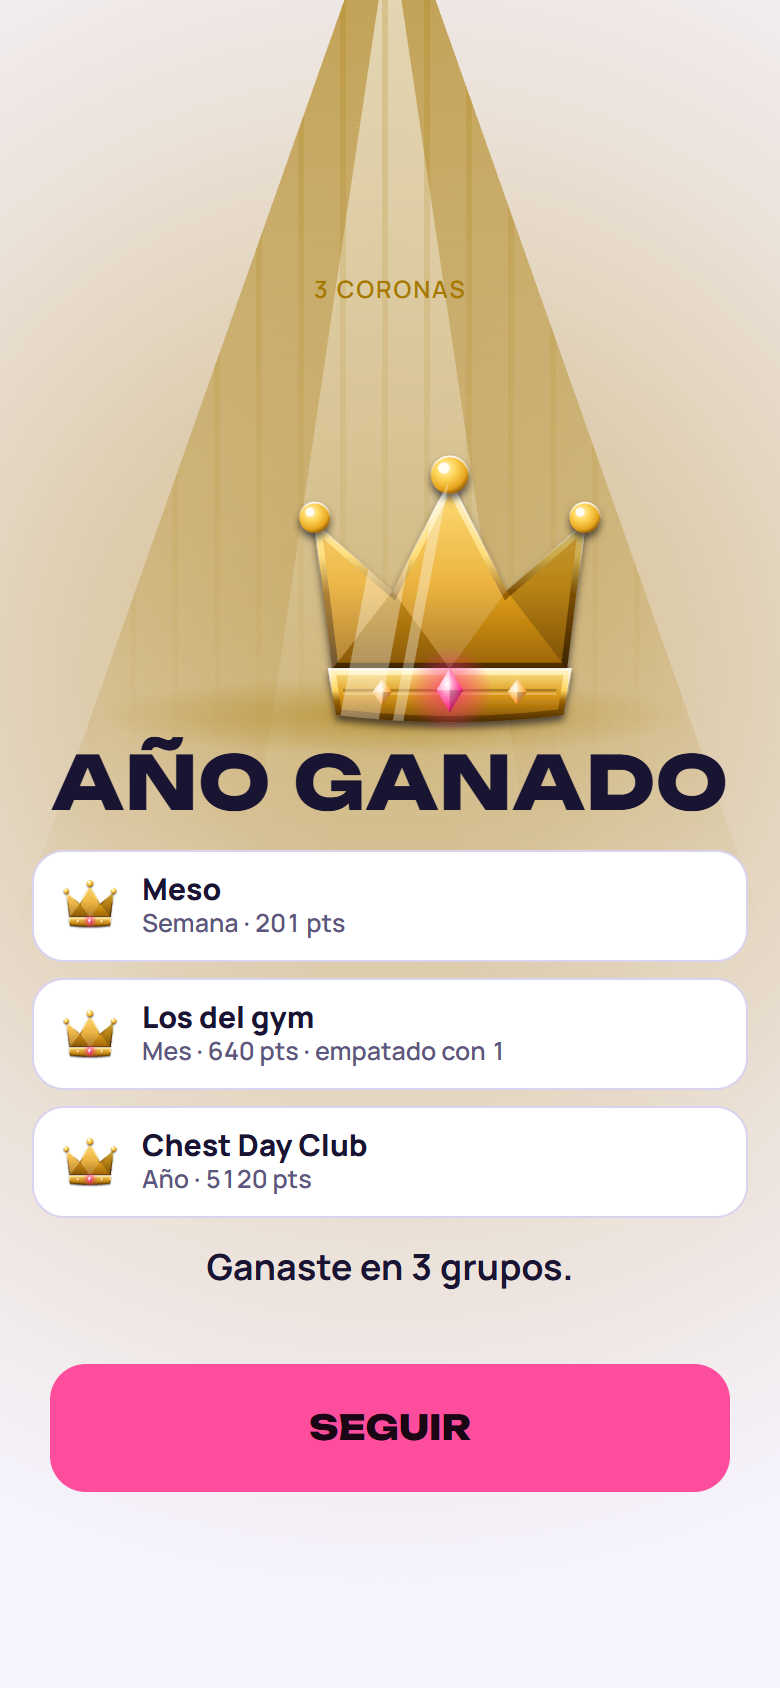 3 CORONAS
AÑO GANADO
Meso
Semana · 201 pts
Los del gym
Mes · 640 pts · empatado con 1
Chest Day Club
Año · 5120 pts
Ganaste en 3 grupos.
SEGUIR